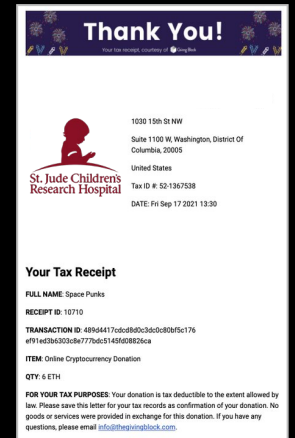 Thank You!
Your tax receipt, courtesy of The Giving Block
1030 15th St NW
Suite 1100 W, Washington, District Of
Columbia, 20005
United States
St. Jude Children's
Research Hospital
Tax ID #: 52-1367538
DATE: Fri Sep 17 2021 13:30
Your Tax Receipt
FULL NAME: Space Punks
RECEIPT ID: 10710
TRANSACTION ID: 489d4417cdcd8d0c3dc0c80bf5c176
ef91ed3b6303c8e777bdc5145fd08826ca
ITEM: Online Cryptocurrency Donation
QTY: 6 ETH
FOR YOUR TAX PURPOSES: Your donation is tax deductible to the extent allowed by
law. Please save this letter for your tax records as confirmation of your donation. No
goods or services were provided in exchange for this donation. If you have any
questions, please email info@thegivingblock.com.